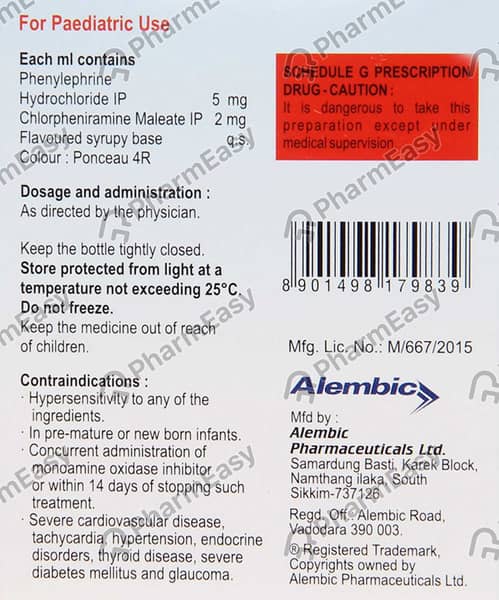 For Paediatric Use
Each ml contains
Phenylephrine
Hydrochloride IP 5 mg
Chlorpheniramine Maleate IP 2 mg
Flavoured syrupy base q.s.
Colour : Ponceau 4R
Dosage and administration :
As directed by the physician.
Keep the bottle tightly closed.
Store protected from light at a
temperature not exceeding 25°C.
Do not freeze.
Keep the medicine out of reach
of children.
Contraindications :
· Hypersensitivity to any of the
ingredients.
· In pre-mature or new born infants.
· Concurrent administration of
monoamine oxidase inhibitor
or within 14 days of stopping such
treatment.
· Severe cardiovascular disease,
tachycardia, hypertension, endocrine
disorders, thyroid disease, severe
diabetes mellitus and glaucoma.
SCHEDULE G PRESCRIPTION
DRUG-CAUTION :
It is dangerous to take this
preparation except under
medical supervision
8 901498 179839
Mfg. Lic. No.: M/667/2015
Alembic
Mfd by :
Alembic
Pharmaceuticals Ltd.
Samardung Basti, Karek Block,
Namthang ilaka, South
Sikkim-737126
Regd. Off.: Alembic Road,
Vadodara 390 003.
® Registered Trademark,
Copyrights owned by
Alembic Pharmaceuticals Ltd.
PharmEasy